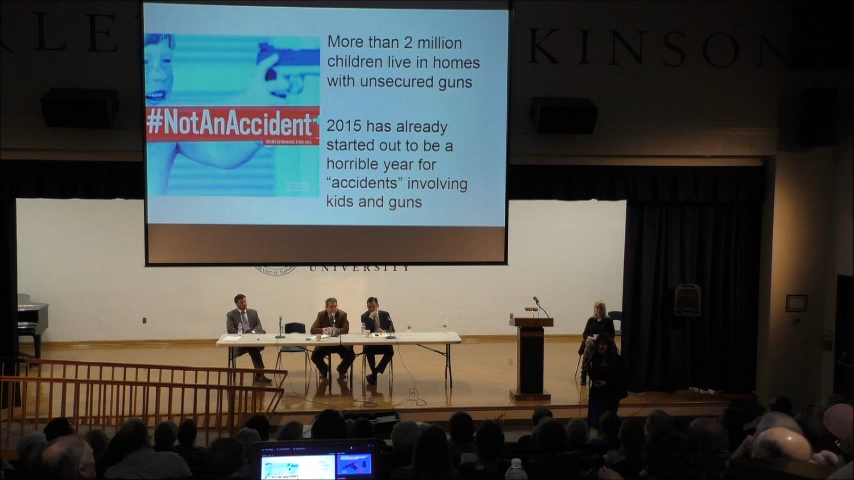 RLE
KINSON
More than 2 million
children live in homes
with unsecured guns
#NotAnAccident
2015 has already
started out to be a
horrible year for
"accidents" involving
kids and guns
UNIVERSITY